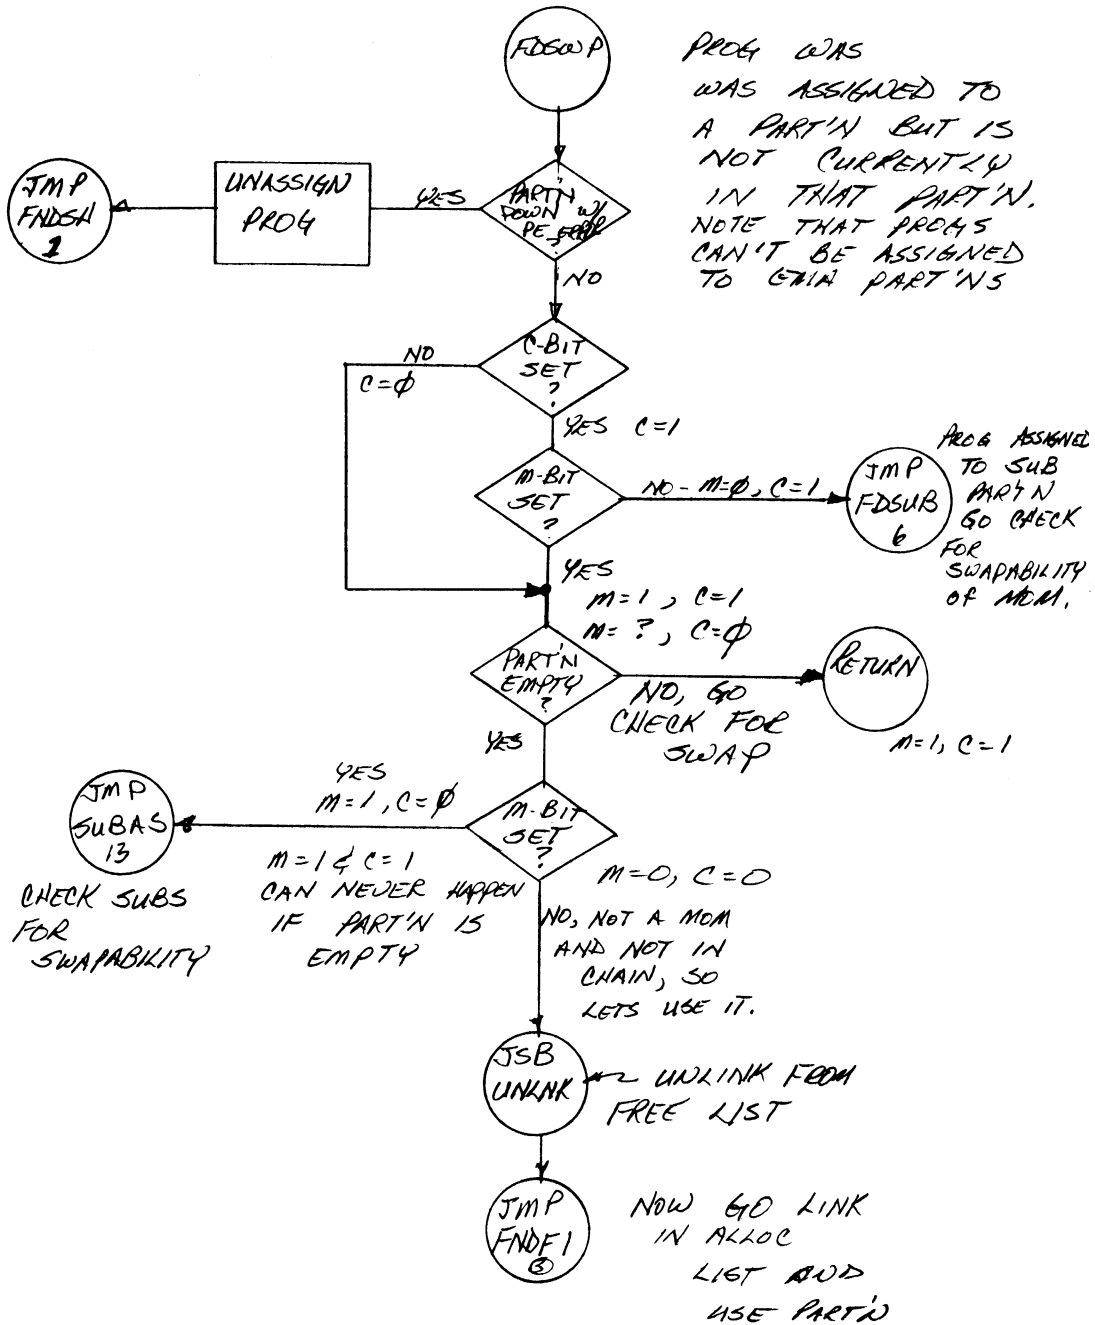 FDSWP
PROG WAS
WAS ASSIGNED TO
A PART'N BUT IS
NOT CURRENTLY
IN THAT PART'N.
NOTE THAT PROGS
CAN'T BE ASSIGNED
TO EMA PART'NS
JMP
FNDSH
1
UNASSIGN
PROG
YES
PART'N
DOWN W/
PE ERROR
?
NO
C-BIT
SET
?
NO
C=Ø
YES C=1
M-BIT
SET
?
NO - M=Ø, C=1
JMP
FDSUB
6
PROG ASSIGNED
TO SUB
PART'N
GO CHECK
FOR
SWAPABILITY
OF MOM.
YES
M=1, C=1
M=?, C=Ø
PART'N
EMPTY
?
NO, GO
CHECK FOR
SWAP
RETURN
M=1, C=1
YES
M-BIT
SET
?
YES
M=1, C=Ø
JMP
SUBAS
13
CHECK SUBS
FOR
SWAPABILITY
M=1 & C=1
CAN NEVER HAPPEN
IF PART'N IS
EMPTY
M=0, C=0
NO, NOT A MOM
AND NOT IN
CHAIN, SO
LETS USE IT.
JSB
UNLNK
UNLINK FROM
FREE LIST
JMP
FNDF1
3
NOW GO LINK
IN ALLOC
LIST AND
USE PART'N